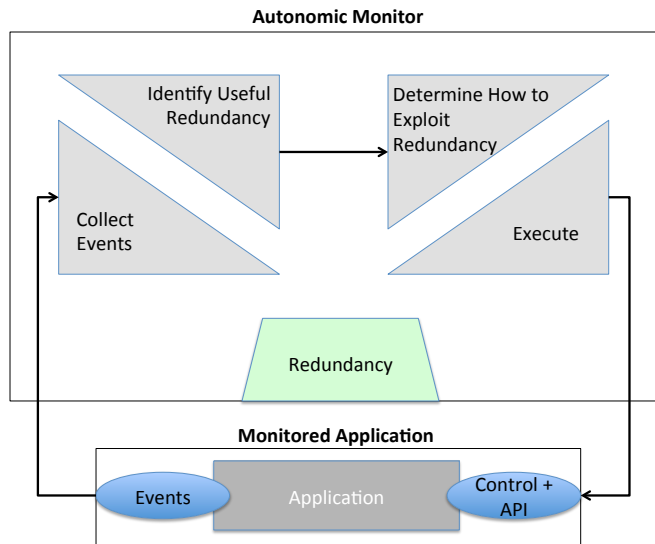 Autonomic Monitor
Identify Useful
Redundancy
Determine How to
Exploit
Redundancy
Collect
Events
Execute
Redundancy
Monitored Application
Events
Application
Control +
API